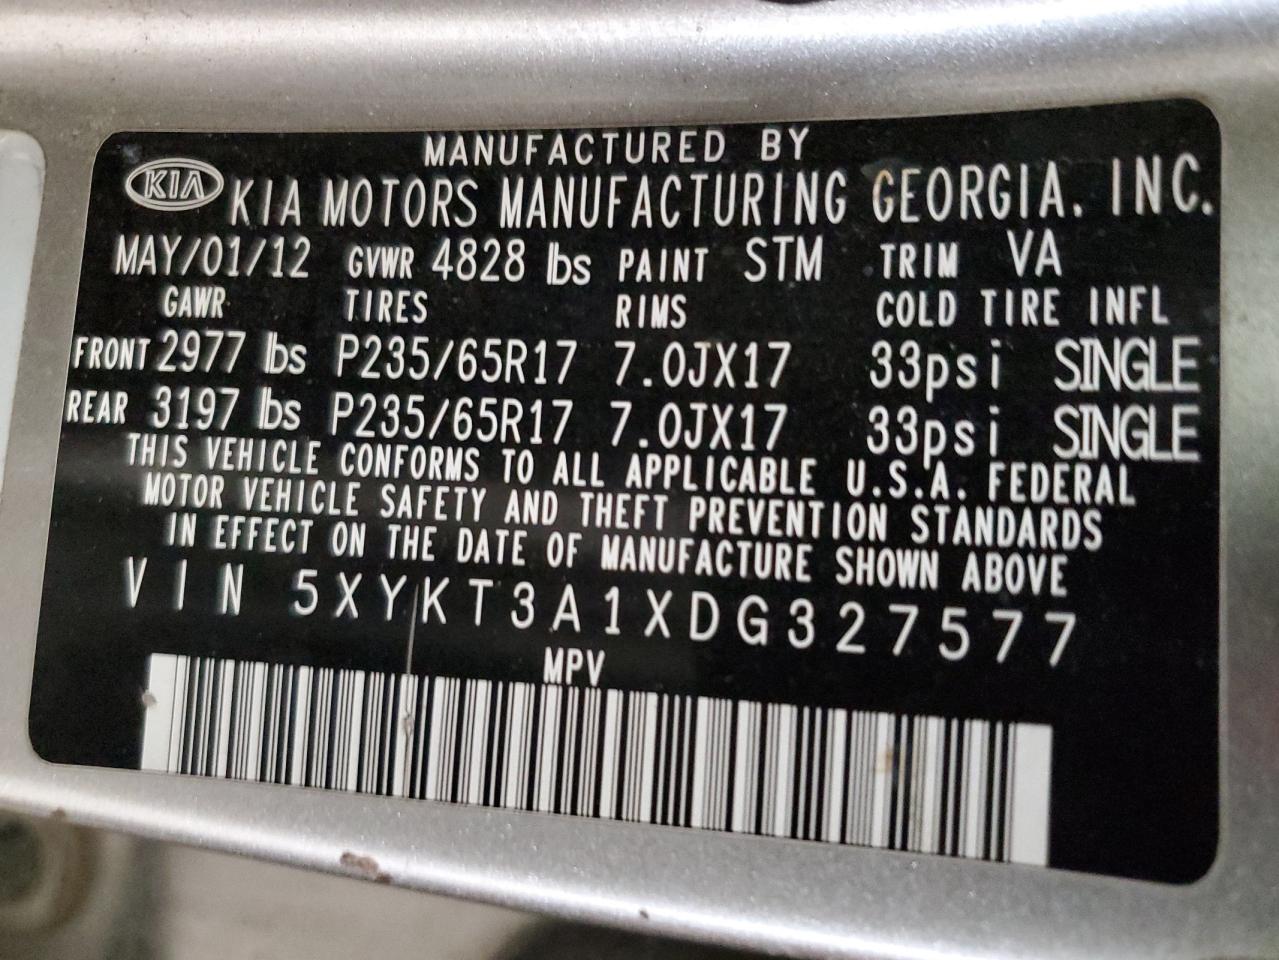 MANUFACTURED BY
KIA KIA MOTORS MANUFACTURING GEORGIA, INC.
MAY/01/12 GVWR 4828 lbs PAINT STM TRIM VA
GAWR TIRES RIMS COLD TIRE INFL
FRONT 2977 lbs P235/65R17 7.0JX17 33psi SINGLE
REAR 3197 lbs P235/65R17 7.0JX17 33psi SINGLE
THIS VEHICLE CONFORMS TO ALL APPLICABLE U.S.A. FEDERAL
MOTOR VEHICLE SAFETY AND THEFT PREVENTION STANDARDS
IN EFFECT ON THE DATE OF MANUFACTURE SHOWN ABOVE
VIN 5XYKT3A1XDG327577
MPV